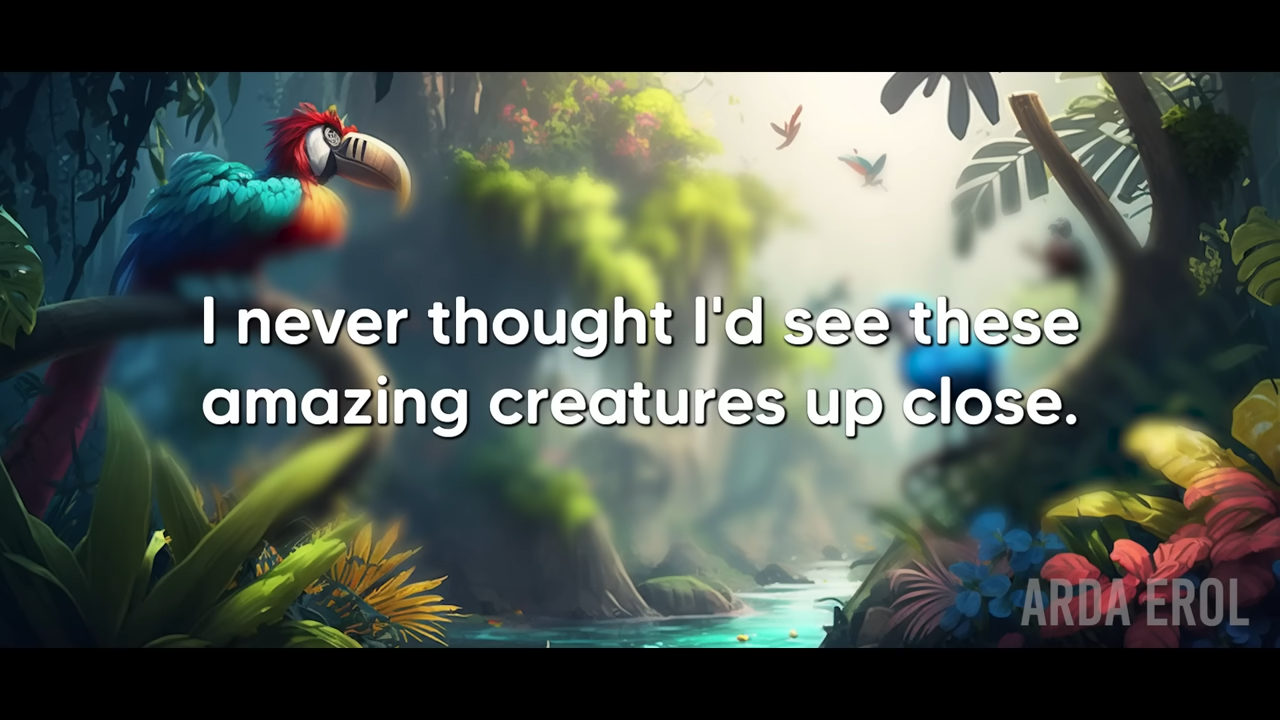 I never thought I'd see these
amazing creatures up close.
ARDA EROL